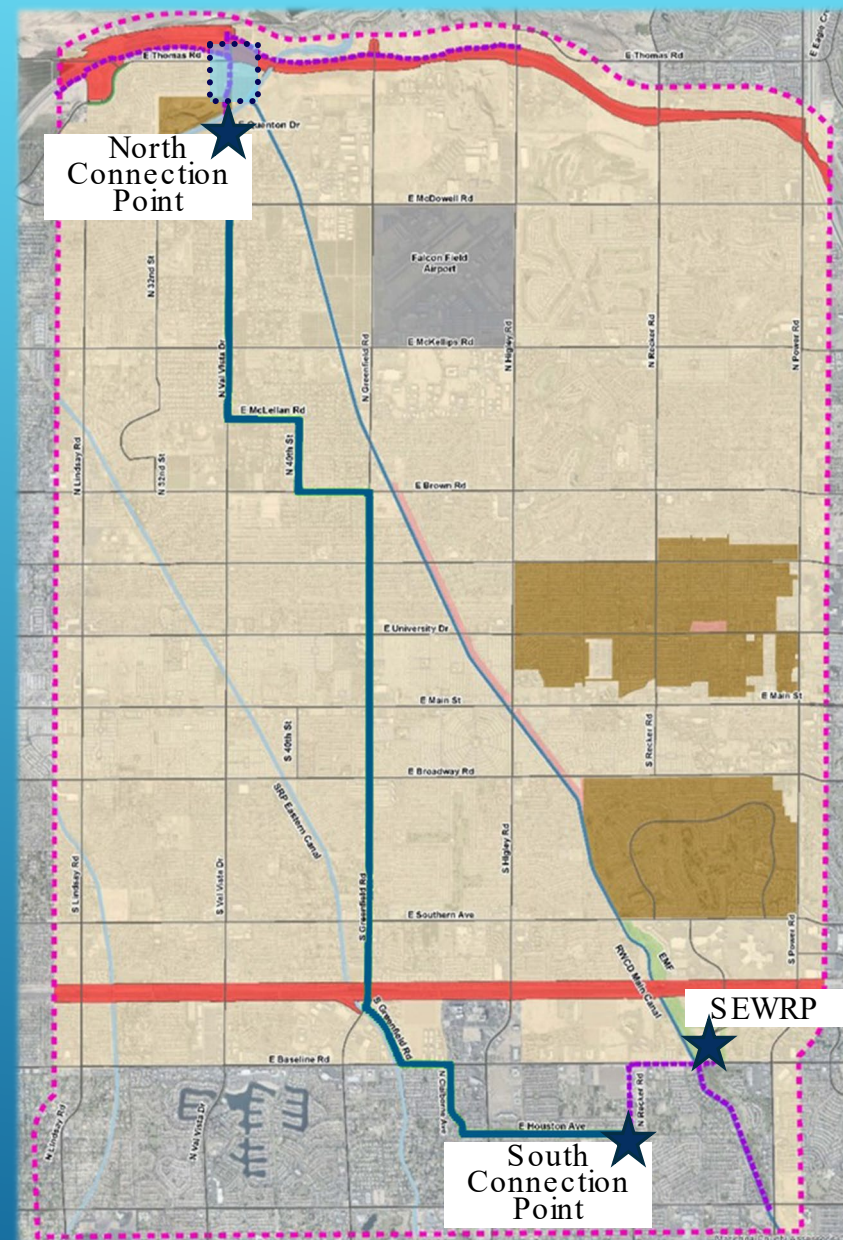 E Thomas Rd
E Thomas Rd
E Quenton Dr
North
Connection
Point
E McDowell Rd
N 32nd St
Falcon Field
Airport
E McKellips Rd
N Val Vista Dr
N Greenfield Rd
N Higley Rd
N Recker Rd
N Power Rd
E McLellan Rd
N Lindsay Rd
N 32nd St
N 40th St
E Brown Rd
E University Dr
E Main St
E Main St
S 40th St
S Recker Rd
E Broadway Rd
SRP Eastern Canal
S Lindsay Rd
S Val Vista Dr
S Greenfield Rd
S Higley Rd
E Southern Ave
S Power Rd
EMF
RWCD Main Canal
SEWRP
S Greenfield Rd
E Baseline Rd
N Claiborne Ave
N Recker Rd
N Lindsay Rd
N Val Vista Dr
E Houston Ave
South
Connection
Point